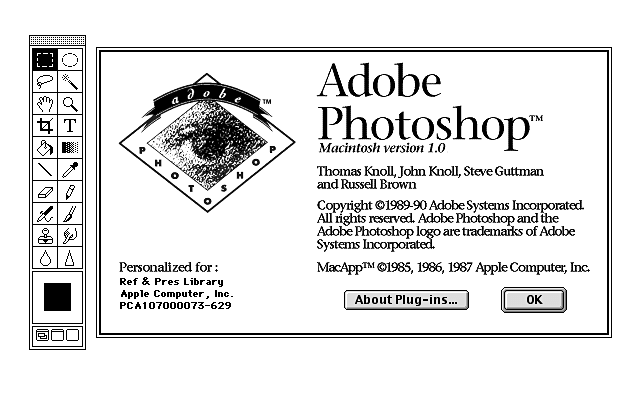 adobe™
PHOTOSHOP
Adobe
Photoshop™
Macintosh version 1.0
Thomas Knoll, John Knoll, Steve Guttman
and Russell Brown
Copyright ©1989-90 Adobe Systems Incorporated.
All rights reserved. Adobe Photoshop and the
Adobe Photoshop logo are trademarks of Adobe
Systems Incorporated.
MacApp™ ©1985, 1986, 1987 Apple Computer, Inc.
Personalized for :
Ref & Pres Library
Apple Computer, Inc.
PCA107000073-629
About Plug-ins...
OK
T